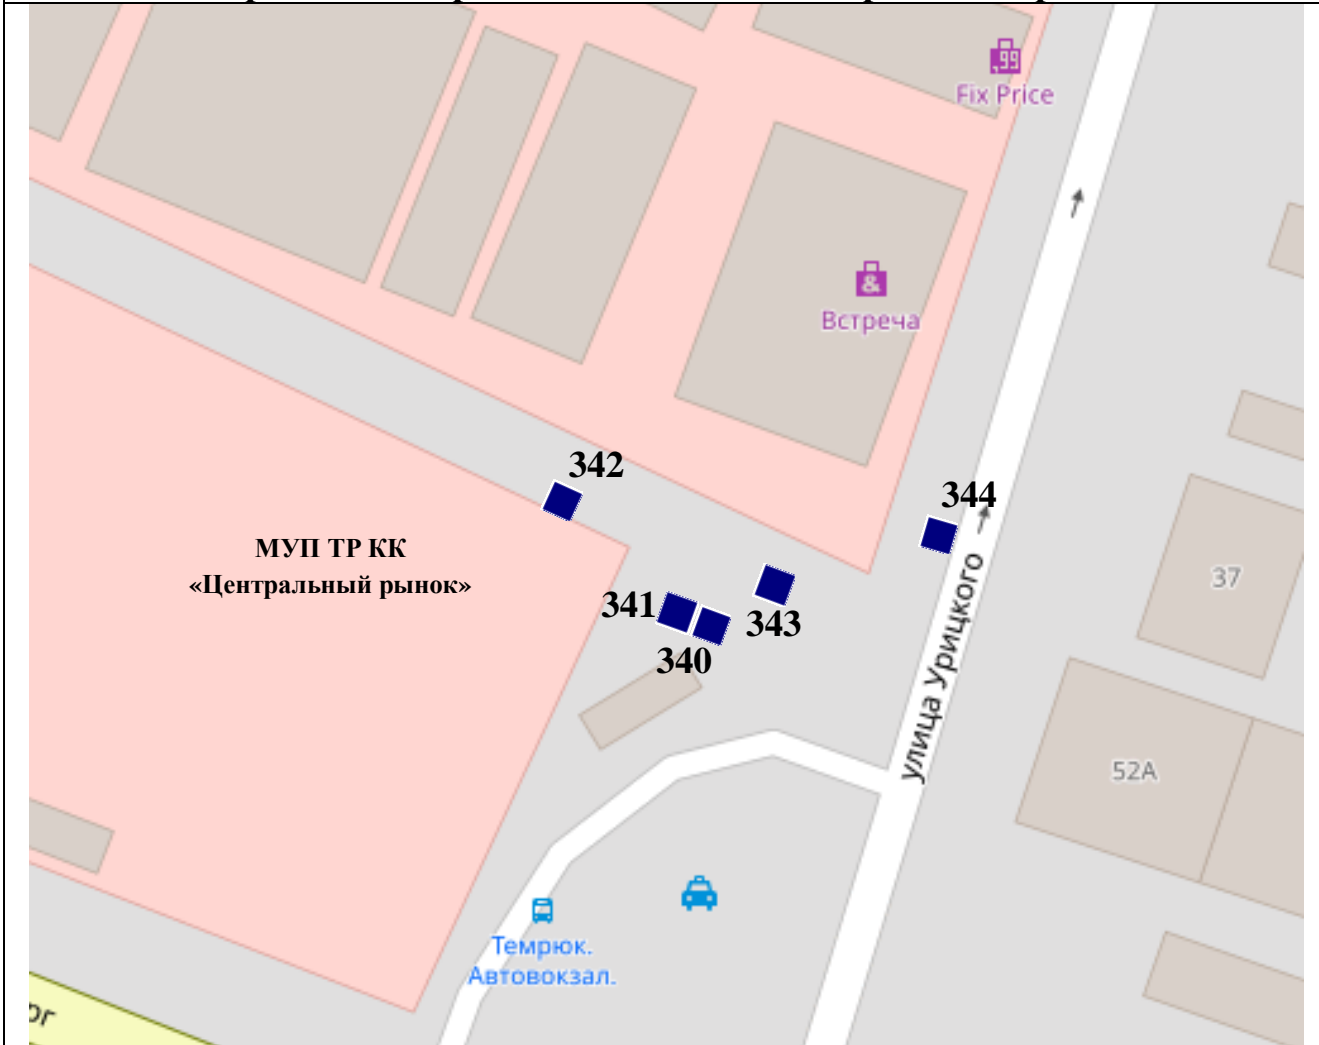 Fix Price
Встреча
342
344
МУП ТР КК
«Центральный рынок»
37
341
343
340
улица Урицкого
52А
Темрюк.
Автовокзал.
ог